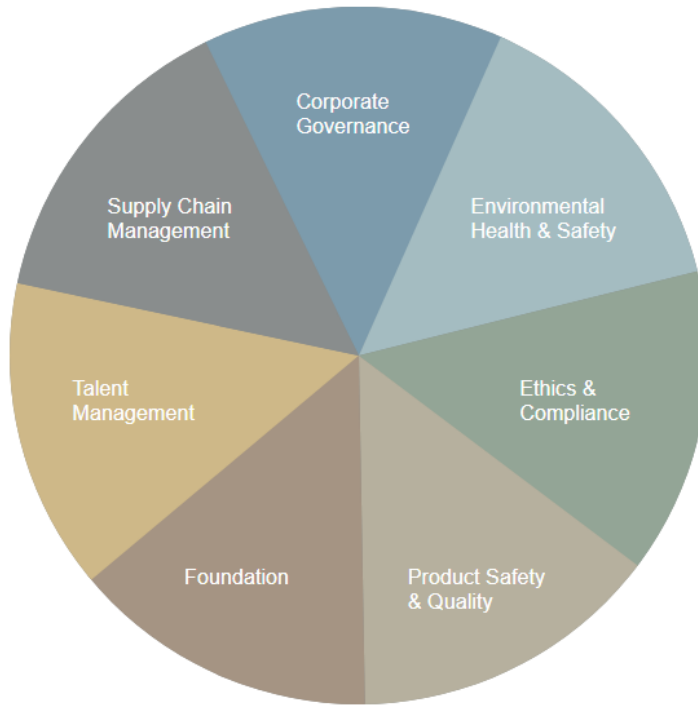 Corporate
Governance
Environmental
Health & Safety
Ethics &
Compliance
Product Safety
& Quality
Foundation
Talent
Management
Supply Chain
Management